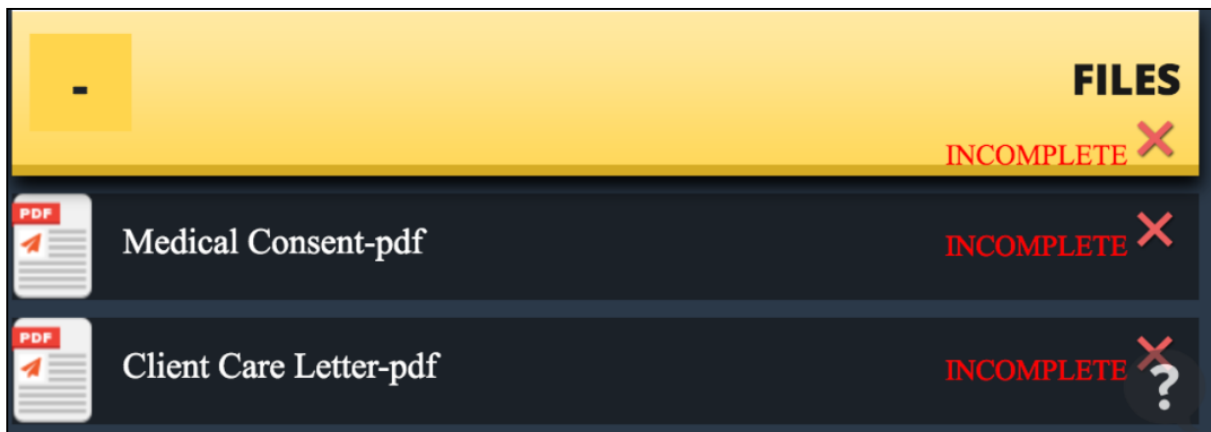 -
FILES
INCOMPLETE
PDF
Medical Consent-pdf
INCOMPLETE
PDF
Client Care Letter-pdf
INCOMPLETE
?